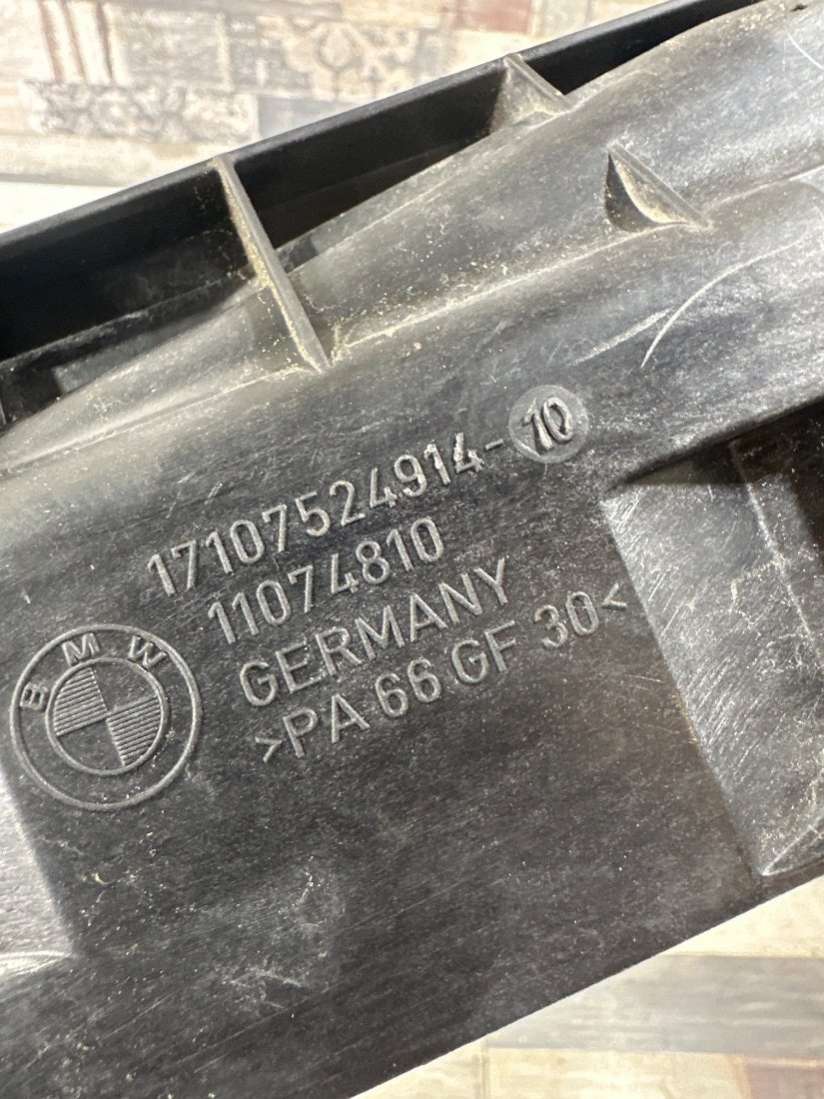 17107524914-10
11074810
GERMANY
>PA 66 GF 30<
BMW